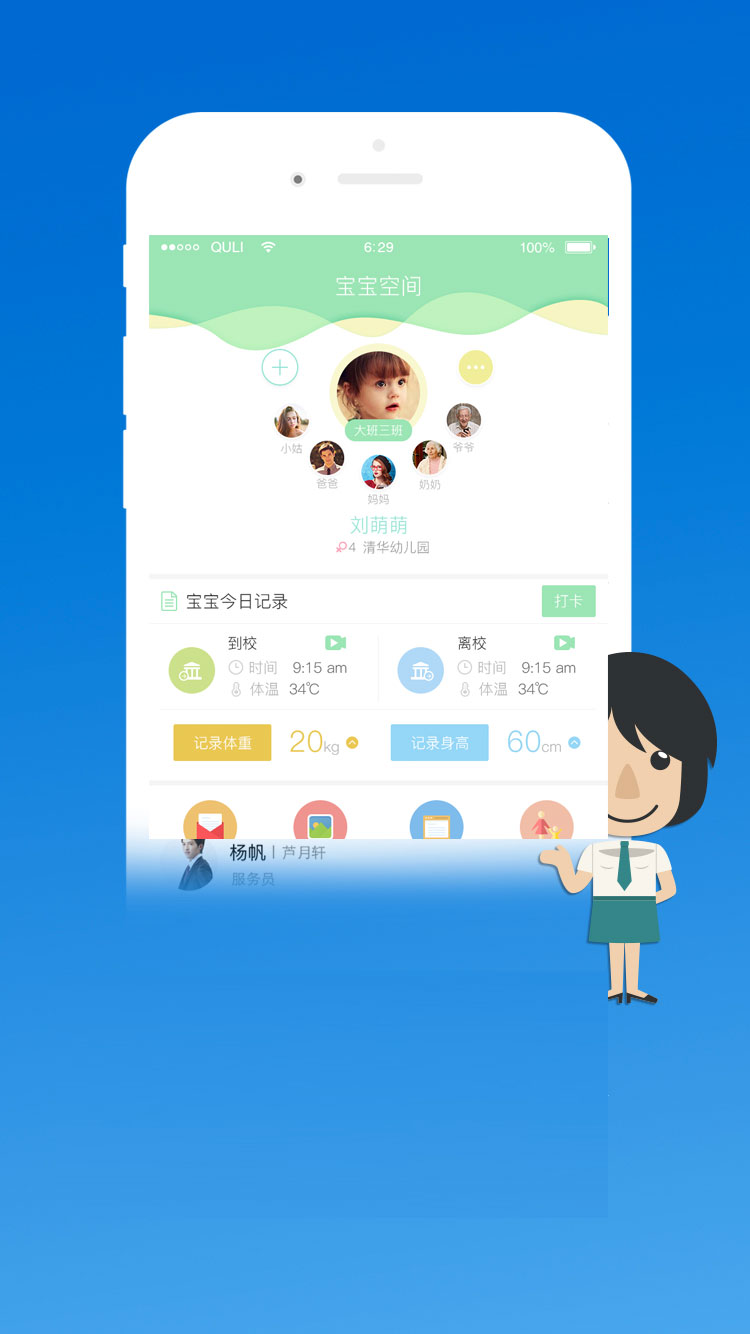 QULI 6:29 100%
宝宝空间
大班三班
小姑 爸爸 妈妈 奶奶 爷爷
刘萌萌
4 清华幼儿园
宝宝今日记录 打卡
到校 离校
时间 9:15 am 时间 9:15 am
体温 34℃ 体温 34℃
记录体重 20kg 记录身高 60cm
杨帆 | 芦月轩
服务员